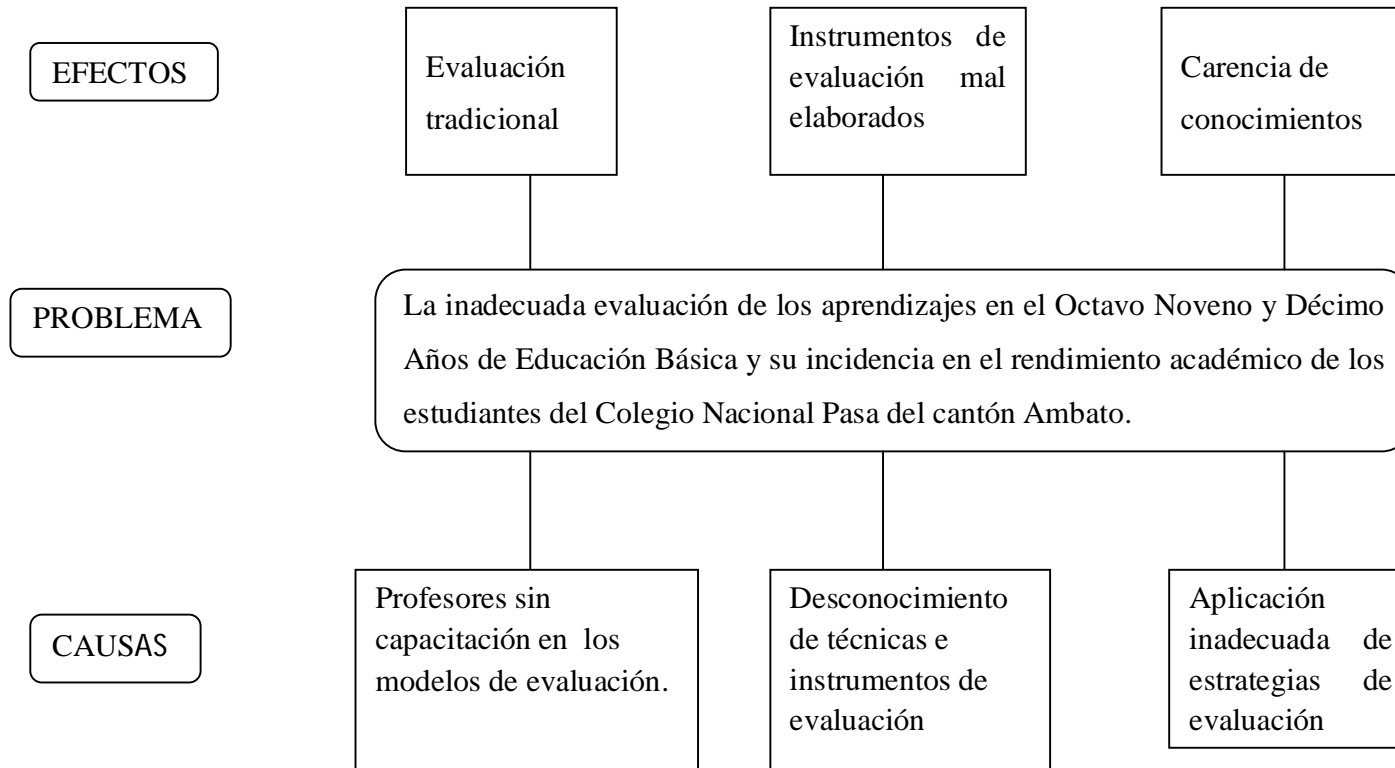 EFECTOS
Evaluación
tradicional
Instrumentos de
evaluación mal
elaborados
Carencia de
conocimientos
PROBLEMA
La inadecuada evaluación de los aprendizajes en el Octavo Noveno y Décimo
Años de Educación Básica y su incidencia en el rendimiento académico de los
estudiantes del Colegio Nacional Pasa del cantón Ambato.
CAUSAS
Profesores sin
capacitación en los
modelos de evaluación.
Desconocimiento
de técnicas e
instrumentos de
evaluación
Aplicación
inadecuada de
estrategias de
evaluación